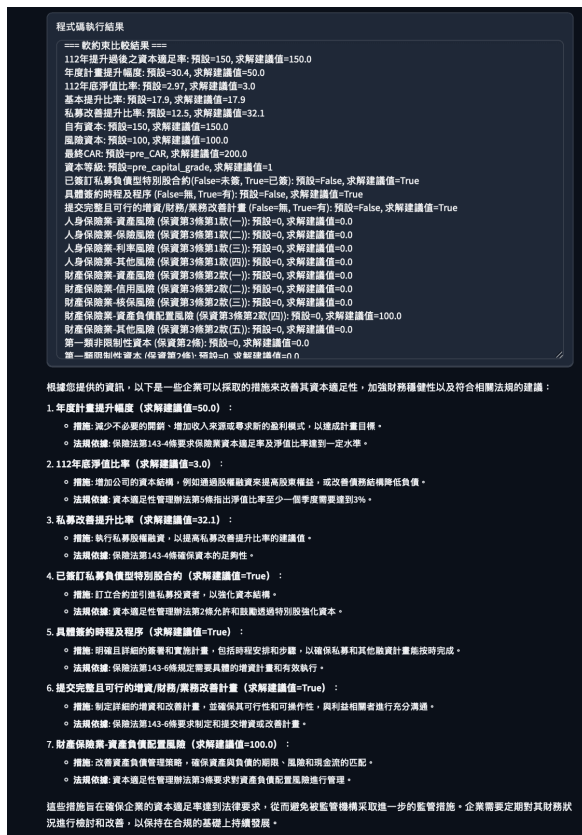 程式碼執行結果
=== 軟約束比較結果 ===
112年提升過後之資本適足率: 預設=150, 求解建議值=150.0
年度計畫提升幅度: 預設=30.4, 求解建議值=50.0
112年底淨值比率: 預設=2.97, 求解建議值=3.0
基本提升比率: 預設=17.9, 求解建議值=17.9
私募改善提升比率: 預設=12.5, 求解建議值=32.1
自有資本: 預設=150, 求解建議值=150.0
風險資本: 預設=100, 求解建議值=100.0
最終CAR: 預設=pre_CAR, 求解建議值=200.0
資本等級: 預設=pre_capital_grade, 求解建議值=1
已簽訂私募負債型特別股合約(False=未簽, True=已簽): 預設=False, 求解建議值=True
具體簽約時程及程序 (False=無, True=有): 預設=False, 求解建議值=True
提交完整且可行的增資/財務/業務改善計畫 (False=無, True=有): 預設=False, 求解建議值=True
人身保險業-資產風險 (保資第3條第1款(一)): 預設=0, 求解建議值=0.0
人身保險業-保險風險 (保資第3條第1款(二)): 預設=0, 求解建議值=0.0
人身保險業-利率風險 (保資第3條第1款(三)): 預設=0, 求解建議值=0.0
人身保險業-其他風險 (保資第3條第1款(四)): 預設=0, 求解建議值=0.0
財產保險業-資產風險 (保資第3條第2款(一)): 預設=0, 求解建議值=0.0
財產保險業-信用風險 (保資第3條第2款(二)): 預設=0, 求解建議值=0.0
財產保險業-核保風險 (保資第3條第2款(三)): 預設=0, 求解建議值=0.0
財產保險業-資產負債配置風險 (保資第3條第2款(四)): 預設=0, 求解建議值=100.0
財產保險業-其他風險 (保資第3條第2款(五)): 預設=0, 求解建議值=0.0
第一類非限制性資本 (保資第2條): 預設=0, 求解建議值=0.0
第一類限制性資本 (保資第2條): 預設=0, 求解建議值=0.0
根據您提供的資訊，以下是一些企業可以採取的措施來改善其資本適足性，加強財務穩健性以及符合相關法規的建議：
1. 年度計畫提升幅度（求解建議值=50.0）：
措施: 減少不必要的開銷、增加收入來源或尋求新的盈利模式，以達成計畫目標。
法規依據: 保險法第143-4條要求保險業資本適足率及淨值比率達到一定水準。
2. 112年底淨值比率（求解建議值=3.0）：
措施: 增加公司的資本結構，例如通過股權融資來提高股東權益，或改善債務結構降低負債。
法規依據: 資本適足性管理辦法第5條指出淨值比率至少一個季度需要達到3%。
3. 私募改善提升比率（求解建議值=32.1）：
措施: 執行私募股權融資，以提高私募改善提升比率的建議值。
法規依據: 保險法第143-4條確保資本的足夠性。
4. 已簽訂私募負債型特別股合約（求解建議值=True）：
措施: 訂立合約並引進私募投資者，以強化資本結構。
法規依據: 資本適足性管理辦法第2條允許和鼓勵透過特別股強化資本。
5. 具體簽約時程及程序（求解建議值=True）：
措施: 明確且詳細的簽署和實施計畫，包括時程安排和步驟，以確保私募和其他融資計畫能按時完成。
法規依據: 保險法第143-6條規定需要具體的增資計畫和有效執行。
6. 提交完整且可行的增資/財務/業務改善計畫（求解建議值=True）：
措施: 制定詳細的增資和改善計畫，並確保其可行性和可操作性，與利益相關者進行充分溝通。
法規依據: 保險法第143-6條要求制定和提交增資或改善計畫。
7. 財產保險業-資產負債配置風險（求解建議值=100.0）：
措施: 改善資產負債管理策略，確保資產與負債的期限、風險和現金流的匹配。
法規依據: 資本適足性管理辦法第3條要求對資產負債配置風險進行管理。
這些措施旨在確保企業的資本適足率達到法律要求，從而避免被監管機構采取進一步的監管措施。企業需要定期對其財務狀
況進行檢討和改善，以保持在合規的基礎上持續發展。